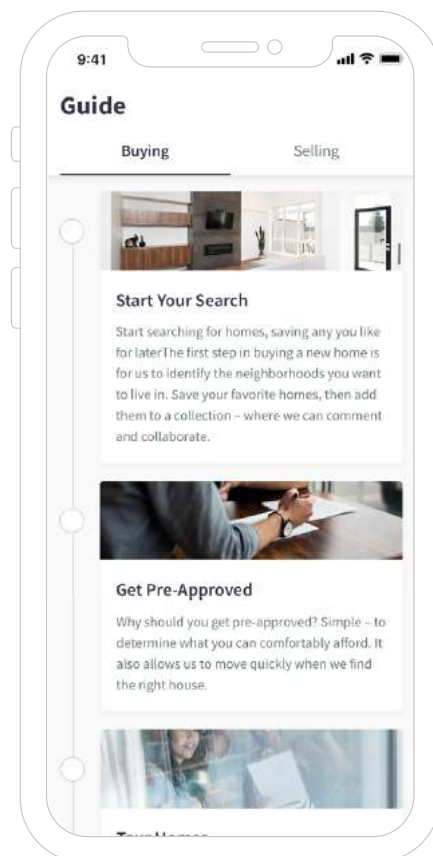 9:41
Guide
Buying
Selling
Start Your Search
Start searching for homes, saving any you like
for laterThe first step in buying a new home is
for us to identify the neighborhoods you want
to live in. Save your favorite homes, then add
them to a collection – where we can comment
and collaborate.
Get Pre-Approved
Why should you get pre-approved? Simple – to
determine what you can comfortably afford. It
also allows us to move quickly when we find
the right house.
Tour Homes